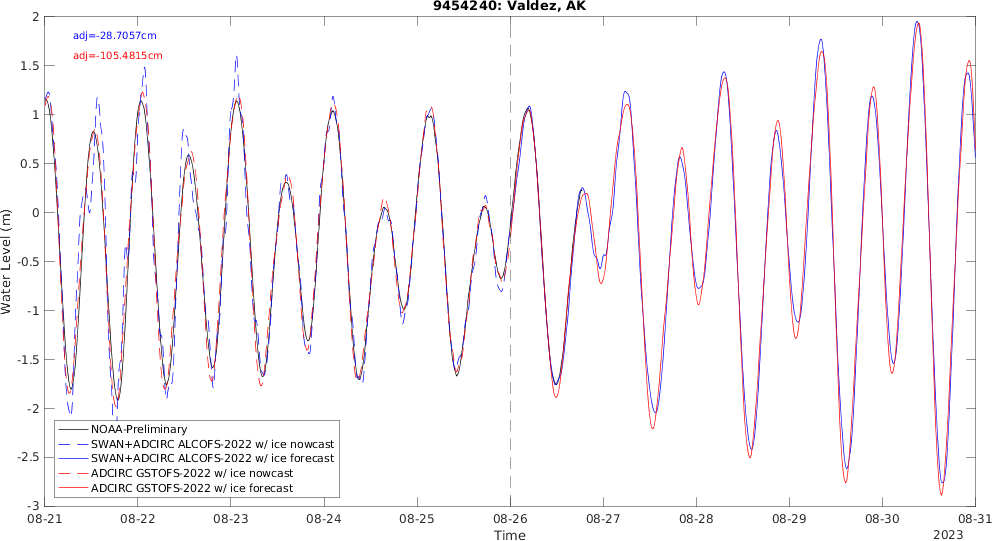 9454240: Valdez, AK
adj=-28.7057cm
adj=-105.4815cm
2
1.5
1
0.5
0
-0.5
-1
-1.5
-2
-2.5
-3
Water Level (m)
NOAA-Preliminary
SWAN+ADCIRC ALCOFS-2022 w/ ice nowcast
SWAN+ADCIRC ALCOFS-2022 w/ ice forecast
ADCIRC GSTOFS-2022 w/ ice nowcast
ADCIRC GSTOFS-2022 w/ ice forecast
08-21 08-22 08-23 08-24 08-25 08-26 08-27 08-28 08-29 08-30 08-31
Time
2023